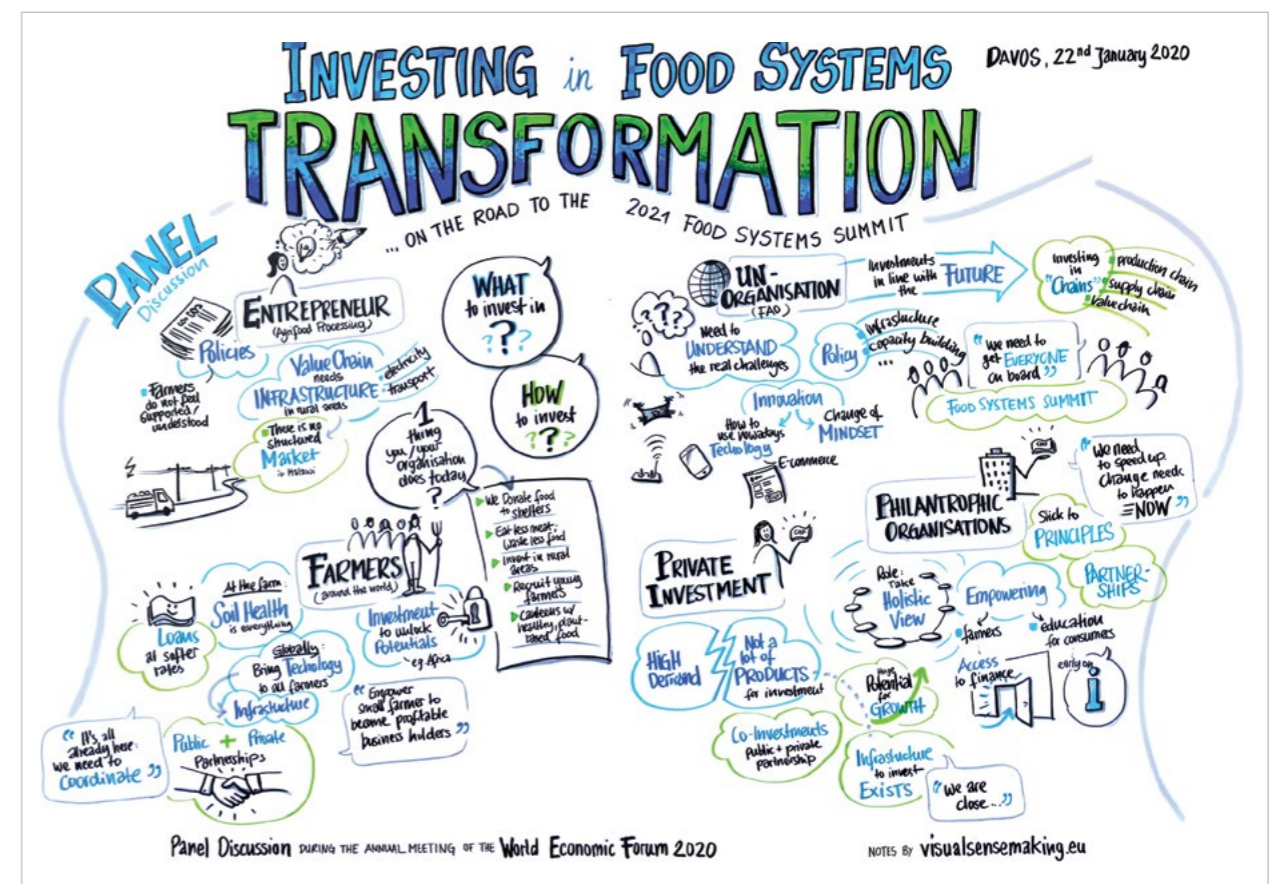 INVESTING in FOOD SYSTEMS
DAVOS, 22nd January 2020
TRANSFORMATION
... ON THE ROAD TO THE 2021 FOOD SYSTEMS SUMMIT
PANEL
Discussion
ENTREPRENEUR
(Agrifood Processing)
Policies
Farmers
do not feel
supported/
understood
Value Chain
needs
INFRASTRUCTURE
in rural areas
electricity
transport
There is no
structured
Market
in Malawi
WHAT
to invest in
???
HOW
to invest
???
1
thing
you/your
organisation
does today
?
We Donate food
to shelters
Eat less meat,
waste less food
Invest in rural
areas
Recruit young
farmers
Canteens w/
healthy, plant-
based food
FARMERS
(around the world)
At the farm:
Soil Health
is everything
Loans
at softer
rates
Globally:
Bring Techology
to all farmers
Infrastucture
Investment
to unlock
Potentials
eg Africa
"Empower
small farmer to
become profitable
business holders"
"It's all
already here:
we need to
Coordinate"
Public + Private
Partnerships
UN-
ORGANISATION
(FAO)
Investments
in line with
the
FUTURE
Investing
in
"Chains"
production chain
supply chain
value chain
???
Need to
UNDERSTAND
the real challenges
Policy
Infrastucture
capacity building
...
"We need to
get EVERYONE
on board"
FOOD SYSTEMS SUMMIT
Innovation
How to
use nowadays
Techology
Change of
MINDSET
E-commerce
PHILANTROPHIC
ORGANISATIONS
"We need
to speed up.
Change needs
to happen
NOW"
Stick to
PRINCIPLES
PARTNER-
SHIPS
Role: Take
Holistic
View
Empowering
farmers
education
for consumers
Access
to finance
early on
i
PRIVATE
INVESTMENT
HIGH
Demand
Not a
lot of
PRODUCTS
for investment
Huge
Potential
for
GROWTH
Co-Investments
Public + private
partnership
Infrastucture
to invest
EXISTS
"We are
close..."
Panel Discussion DURING THE ANNUAL MEETING OF THE World Economic Forum 2020
NOTES BY visualsensemaking.eu